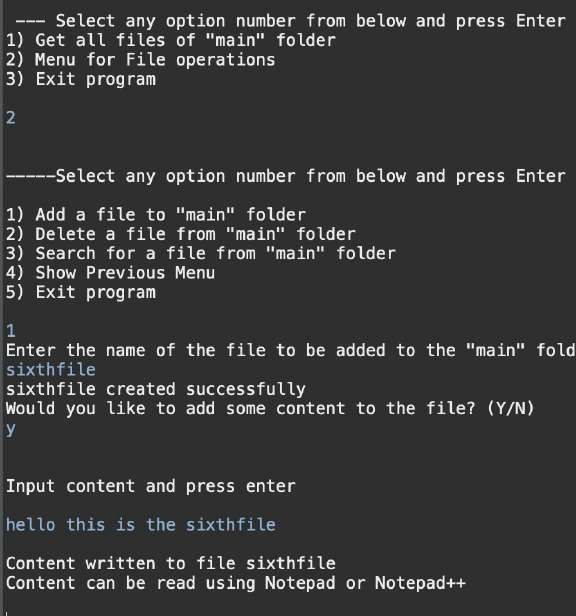 --- Select any option number from below and press Enter
1) Get all files of "main" folder
2) Menu for File operations
3) Exit program
2
-----Select any option number from below and press Enter
1) Add a file to "main" folder
2) Delete a file from "main" folder
3) Search for a file from "main" folder
4) Show Previous Menu
5) Exit program
1
Enter the name of the file to be added to the "main" fold
sixthfile
sixthfile created successfully
Would you like to add some content to the file? (Y/N)
y
Input content and press enter
hello this is the sixthfile
Content written to file sixthfile
Content can be read using Notepad or Notepad++